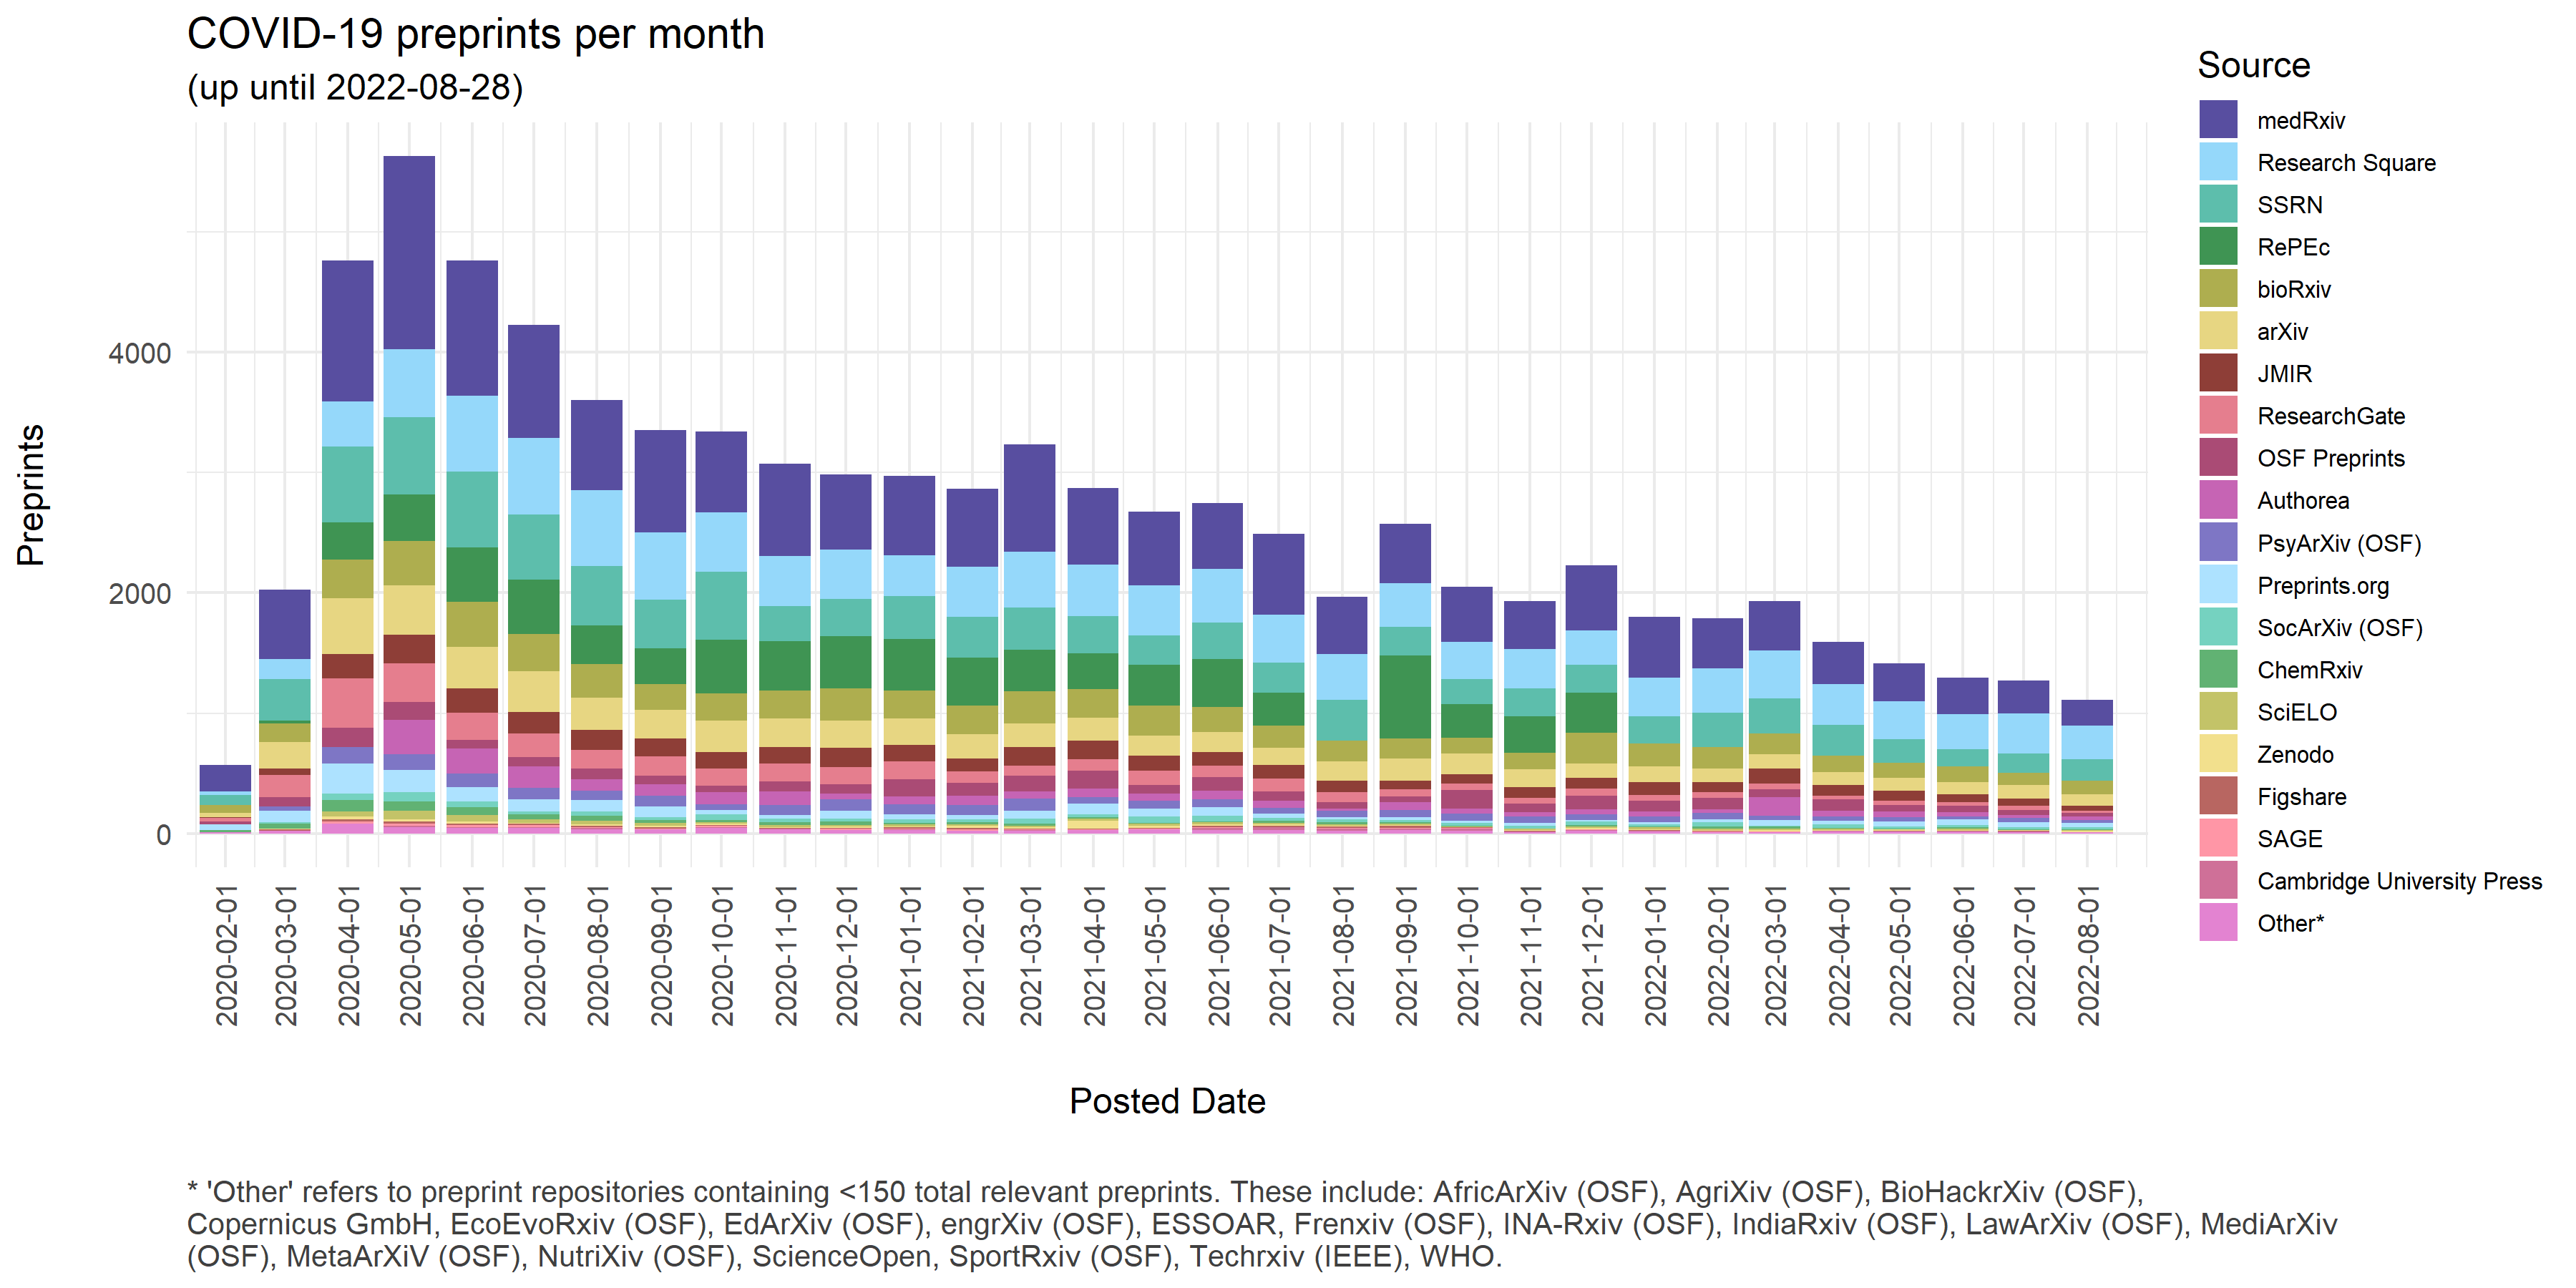 COVID-19 preprints per month
(up until 2022-08-28)
Preprints
4000
2000
0
2020-02-01
2020-03-01
2020-04-01
2020-05-01
2020-06-01
2020-07-01
2020-08-01
2020-09-01
2020-10-01
2020-11-01
2020-12-01
2021-01-01
2021-02-01
2021-03-01
2021-04-01
2021-05-01
2021-06-01
2021-07-01
2021-08-01
2021-09-01
2021-10-01
2021-11-01
2021-12-01
2022-01-01
2022-02-01
2022-03-01
2022-04-01
2022-05-01
2022-06-01
2022-07-01
2022-08-01
Posted Date
Source
medRxiv
Research Square
SSRN
RePEc
bioRxiv
arXiv
JMIR
ResearchGate
OSF Preprints
Authorea
PsyArXiv (OSF)
Preprints.org
SocArXiv (OSF)
ChemRxiv
SciELO
Zenodo
Figshare
SAGE
Cambridge University Press
Other*
* 'Other' refers to preprint repositories containing <150 total relevant preprints. These include: AfricArXiv (OSF), AgriXiv (OSF), BioHackrXiv (OSF),
Copernicus GmbH, EcoEvoRxiv (OSF), EdArXiv (OSF), engrXiv (OSF), ESSOAR, Frenxiv (OSF), INA-Rxiv (OSF), IndiaRxiv (OSF), LawArXiv (OSF), MediArXiv
(OSF), MetaArXiV (OSF), NutriXiv (OSF), ScienceOpen, SportRxiv (OSF), Techrxiv (IEEE), WHO.